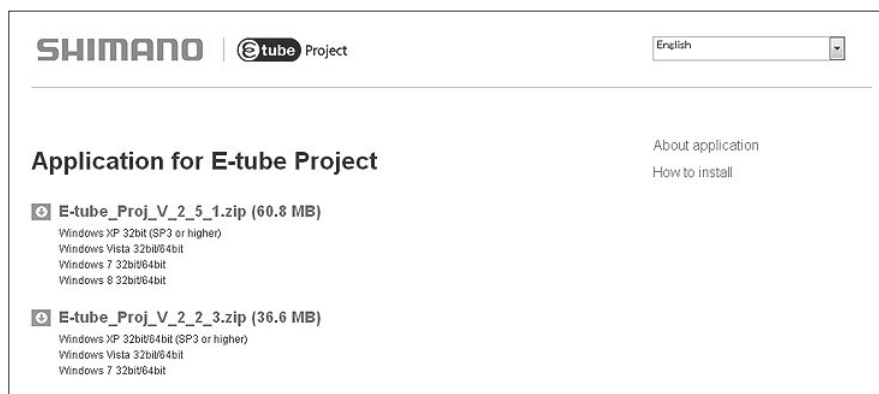 SHIMANO
e tube Project
English
Application for E-tube Project
About application
How to install
E-tube_Proj_V_2_5_1.zip (60.8 MB)
Windows XP 32bit (SP3 or higher)
Windows Vista 32bit/64bit
Windows 7 32bit/64bit
Windows 8 32bit/64bit
E-tube_Proj_V_2_2_3.zip (36.6 MB)
Windows XP 32bit/64bit (SP3 or higher)
Windows Vista 32bit/64bit
Windows 7 32bit/64bit